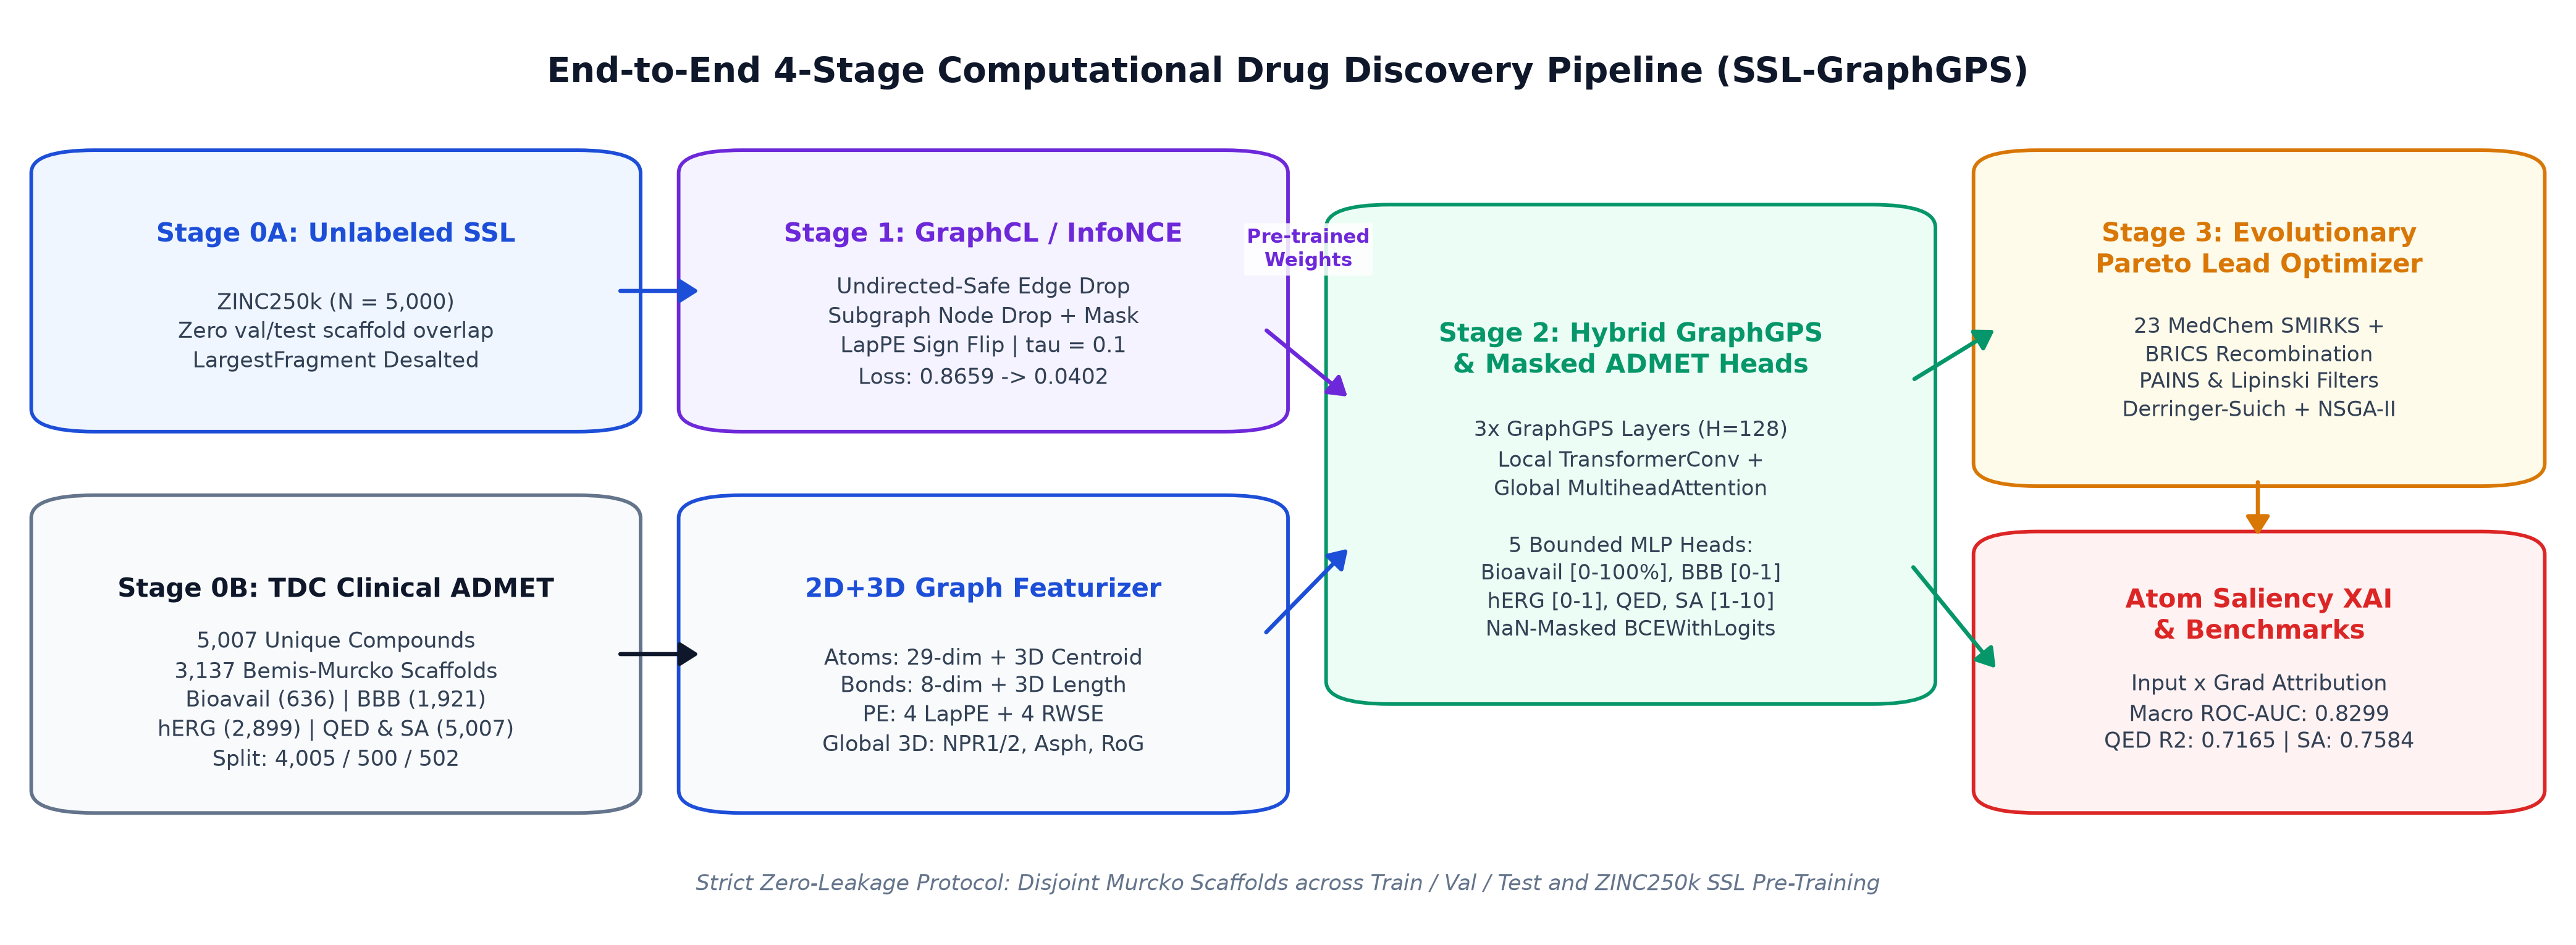 End-to-End 4-Stage Computational Drug Discovery Pipeline (SSL-GraphGPS)
Stage 0A: Unlabeled SSL
ZINC250k (N = 5,000)
Zero val/test scaffold overlap
LargestFragment Desalted
Stage 1: GraphCL / InfoNCE
Undirected-Safe Edge Drop
Subgraph Node Drop + Mask
LapPE Sign Flip | tau = 0.1
Loss: 0.8659 -> 0.0402
Pre-trained
Weights
Stage 0B: TDC Clinical ADMET
5,007 Unique Compounds
3,137 Bemis-Murcko Scaffolds
Bioavail (636) | BBB (1,921)
hERG (2,899) | QED & SA (5,007)
Split: 4,005 / 500 / 502
2D+3D Graph Featurizer
Atoms: 29-dim + 3D Centroid
Bonds: 8-dim + 3D Length
PE: 4 LapPE + 4 RWSE
Global 3D: NPR1/2, Asph, RoG
Stage 2: Hybrid GraphGPS
& Masked ADMET Heads
3x GraphGPS Layers (H=128)
Local TransformerConv +
Global MultiheadAttention
5 Bounded MLP Heads:
Bioavail [0-100%], BBB [0-1]
hERG [0-1], QED, SA [1-10]
NaN-Masked BCEWithLogits
Stage 3: Evolutionary
Pareto Lead Optimizer
23 MedChem SMIRKS +
BRICS Recombination
PAINS & Lipinski Filters
Derringer-Suich + NSGA-II
Atom Saliency XAI
& Benchmarks
Input x Grad Attribution
Macro ROC-AUC: 0.8299
QED R2: 0.7165 | SA: 0.7584
Strict Zero-Leakage Protocol: Disjoint Murcko Scaffolds across Train / Val / Test and ZINC250k SSL Pre-Training